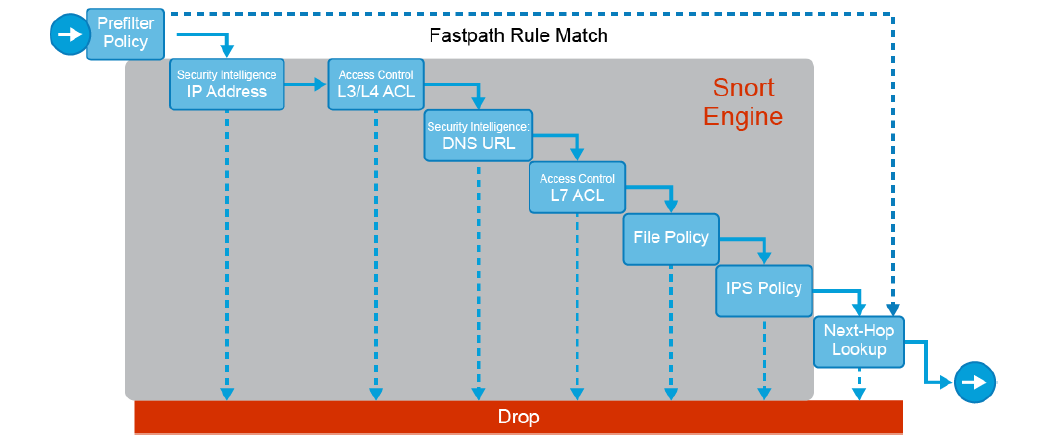 Prefilter
Policy
Fastpath Rule Match
Security Intelligence
IP Address
Access Control
L3/L4 ACL
Snort
Engine
Security Intelligence:
DNS URL
Access Control
L7 ACL
File Policy
IPS Policy
Next-Hop
Lookup
Drop